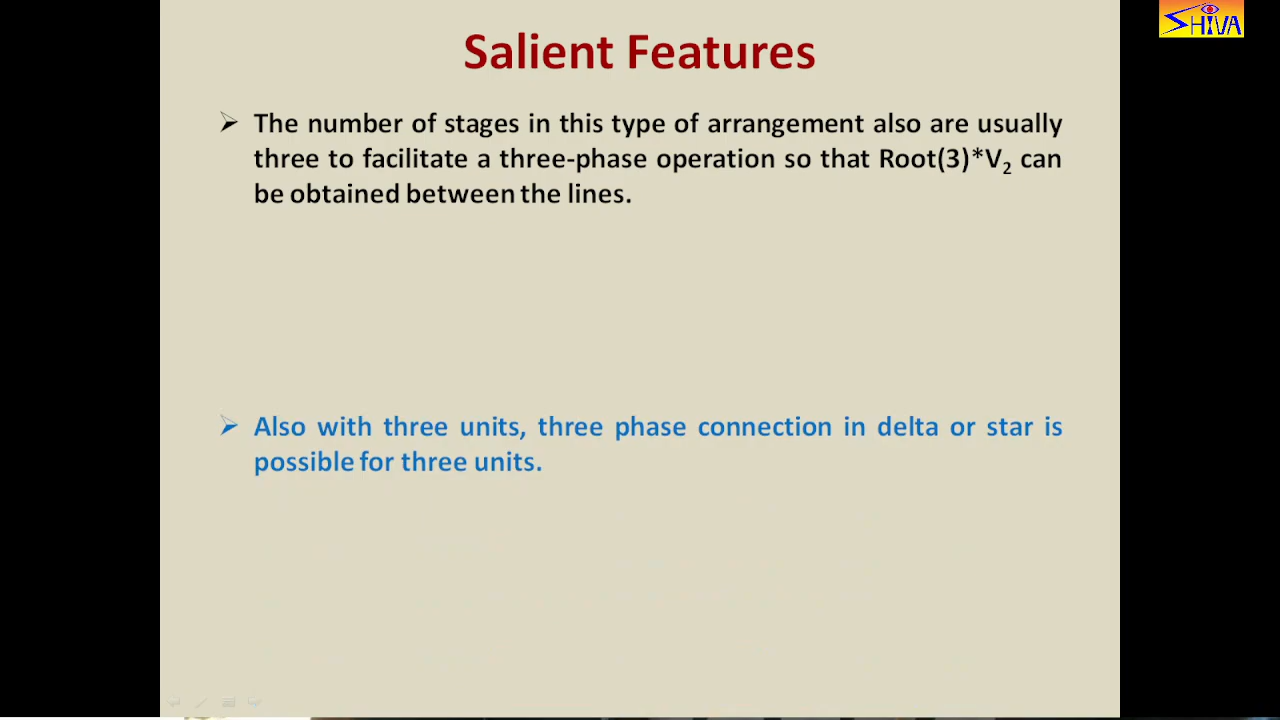 SHIVA
Salient Features
➢ The number of stages in this type of arrangement also are usually
three to facilitate a three-phase operation so that Root(3)*V₂ can
be obtained between the lines.
➢ Also with three units, three phase connection in delta or star is
possible for three units.